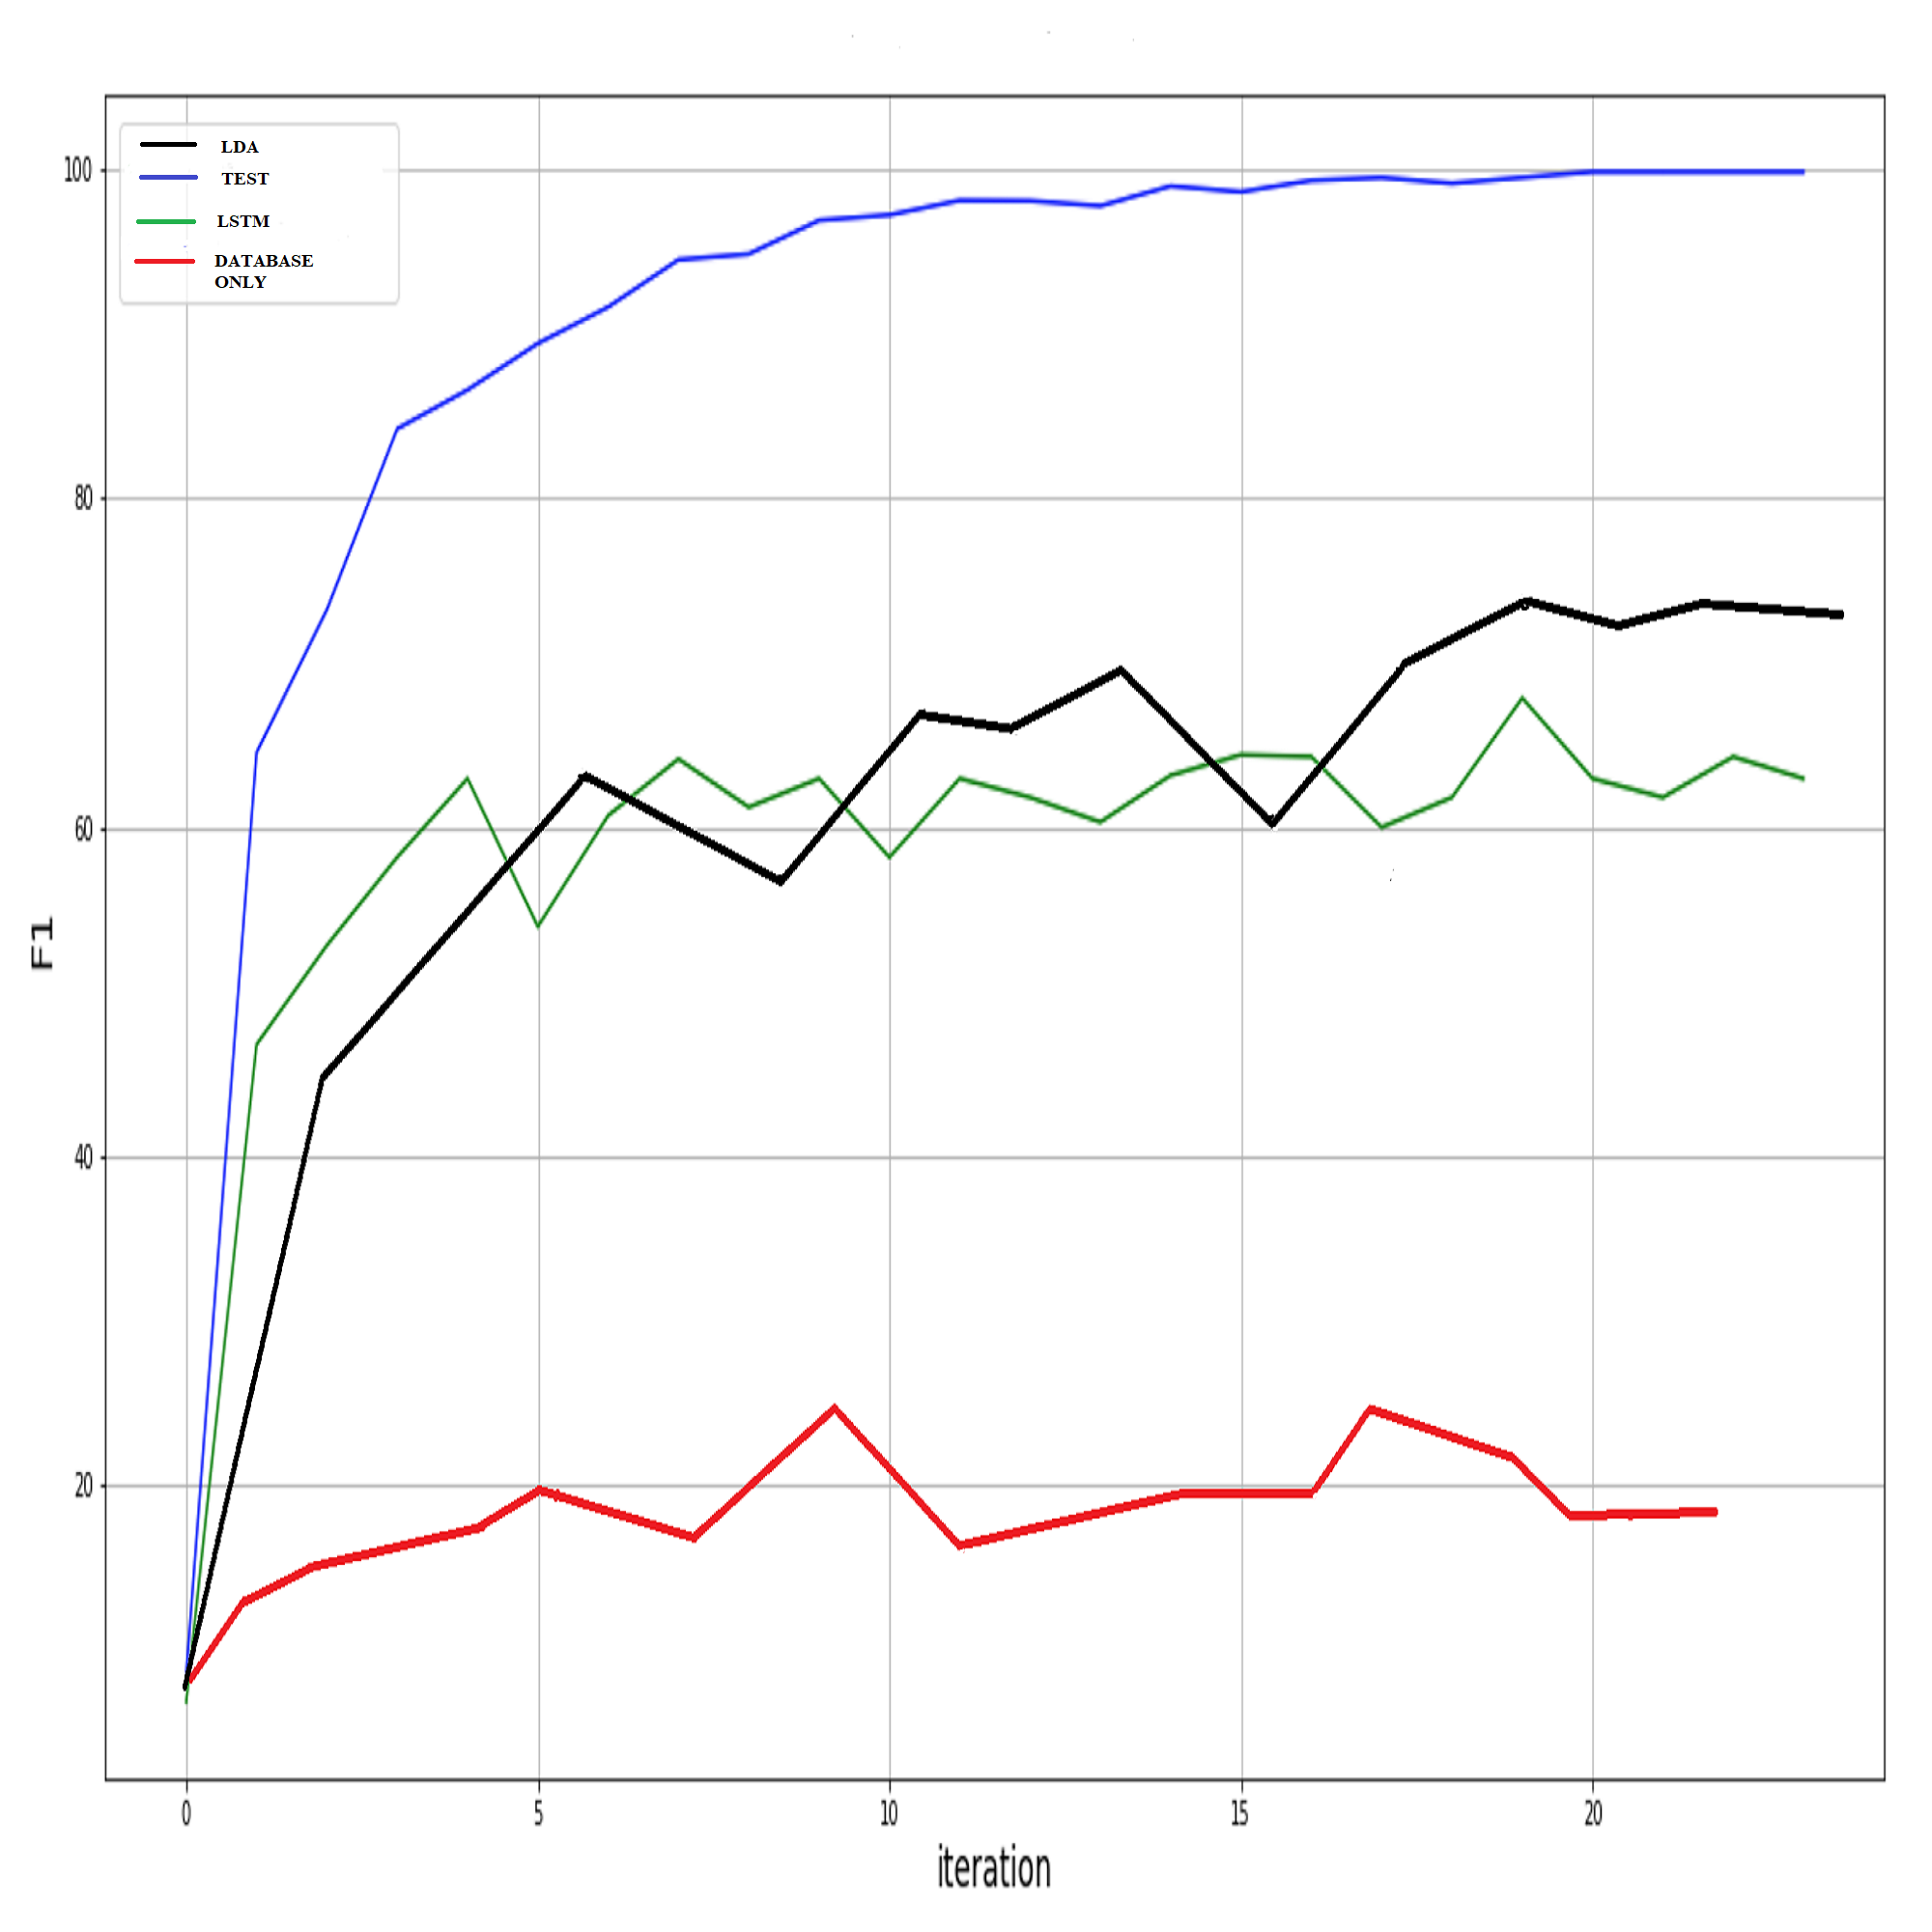 LDA
TEST
LSTM
DATABASE
ONLY
100
80
60
40
20
F1
0 5 10 15 20
iteration